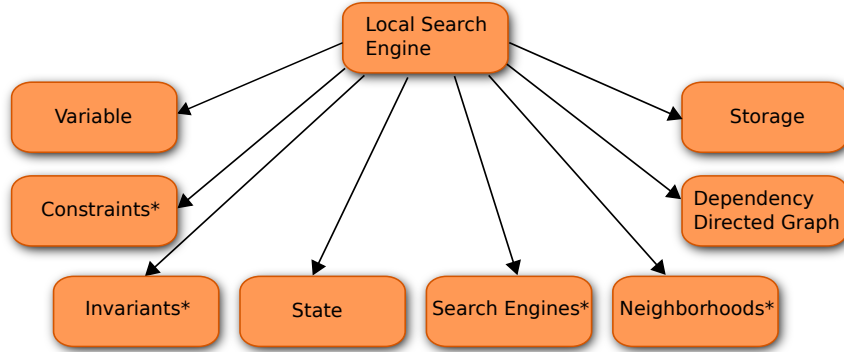 Local Search
Engine
Variable
Storage
Constraints*
Dependency
Directed Graph
Invariants*
State
Search Engines*
Neighborhoods*